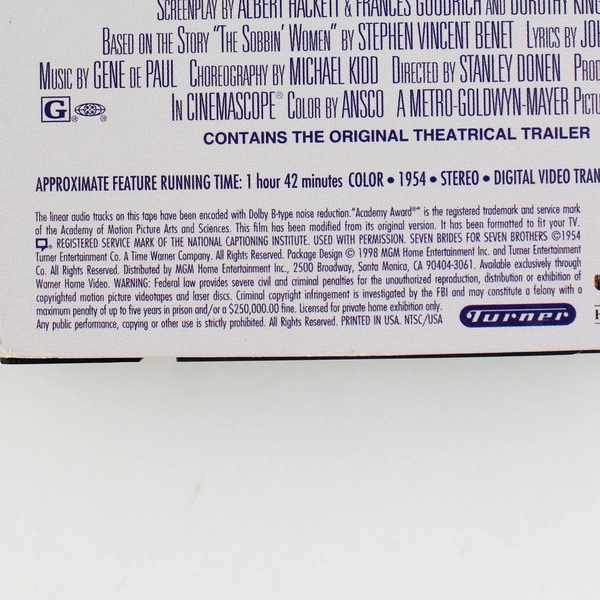 SCREENPLAY BY ALBERT HACKETT & FRANCES GOODRICH AND DOROTHY KING
BASED ON THE STORY "THE SOBBIN' WOMEN" BY STEPHEN VINCENT BENET LYRICS BY JOH
MUSIC BY GENE DE PAUL CHOREOGRAPHY BY MICHAEL KIDD DIRECTED BY STANLEY DONEN PROD
G ® IN CINEMASCOPE® COLOR BY ANSCO A METRO-GOLDWYN-MAYER PICTU
CONTAINS THE ORIGINAL THEATRICAL TRAILER
APPROXIMATE FEATURE RUNNING TIME: 1 hour 42 minutes COLOR • 1954 • STEREO • DIGITAL VIDEO TRAN
The linear audio tracks on this tape have been encoded with Dolby B-type noise reduction. "Academy Award®" is the registered trademark and service mark
of the Academy of Motion Picture Arts and Sciences. This film has been modified from its original version. It has been formatted to fit your TV.
® REGISTERED SERVICE MARK OF THE NATIONAL CAPTIONING INSTITUTE. USED WITH PERMISSION. SEVEN BRIDES FOR SEVEN BROTHERS ©1954
Turner Entertainment Co. A Time Warner Company. All Rights Reserved. Package Design © 1998 MGM Home Entertainment Inc. and Turner Entertainment
Co. All Rights Reserved. Distributed by MGM Home Entertainment Inc., 2500 Broadway, Santa Monica, CA 90404-3061. Available exclusively through
Warner Home Video. WARNING: Federal law provides severe civil and criminal penalties for the unauthorized reproduction, distribution or exhibition of
copyrighted motion picture videotapes and laser discs. Criminal copyright infringement is investigated by the FBI and may constitute a felony with a
maximum penalty of up to five years in prison and/or a $250,000.00 fine. Licensed for private home exhibition only.
Any public performance, copying or other use is strictly prohibited. All Rights Reserved. PRINTED IN USA. NTSC/USA
Turner